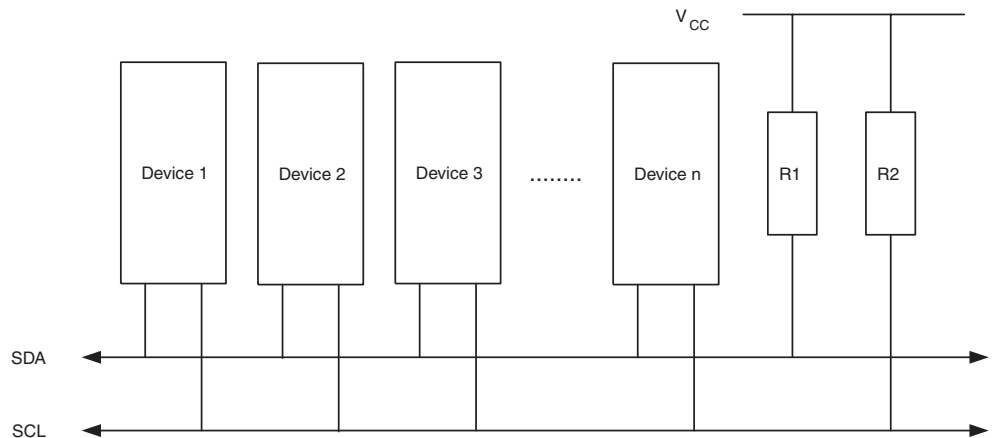 VCC
Device 1
Device 2
Device 3
........
Device n
R1
R2
SDA
SCL